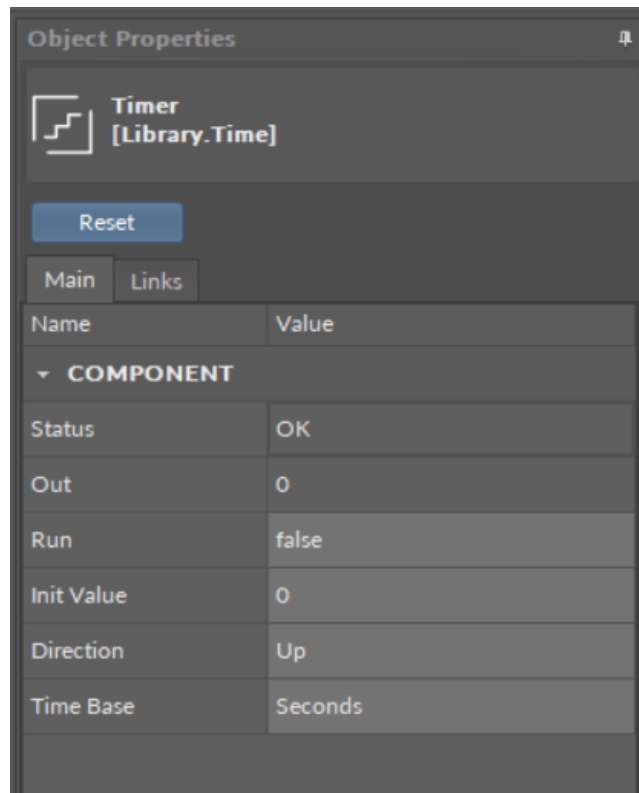 Object Properties
Timer
[Library.Time]
Reset
Main Links
Name Value
COMPONENT
Status OK
Out 0
Run false
Init Value 0
Direction Up
Time Base Seconds